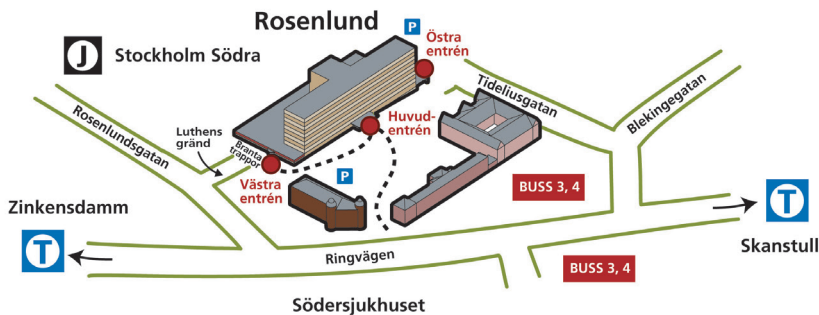 Rosenlund
P
Östra
entrén
J
Stockholm Södra
Tideliusgatan
Blekingegatan
Rosenlundsgatan
Luthens
gränd
Branta
trappor
Huvud-
entrén
Västra
entrén
P
BUSS 3, 4
Zinkensdamm
T
T
Skanstull
Ringvägen
BUSS 3, 4
Södersjukhuset